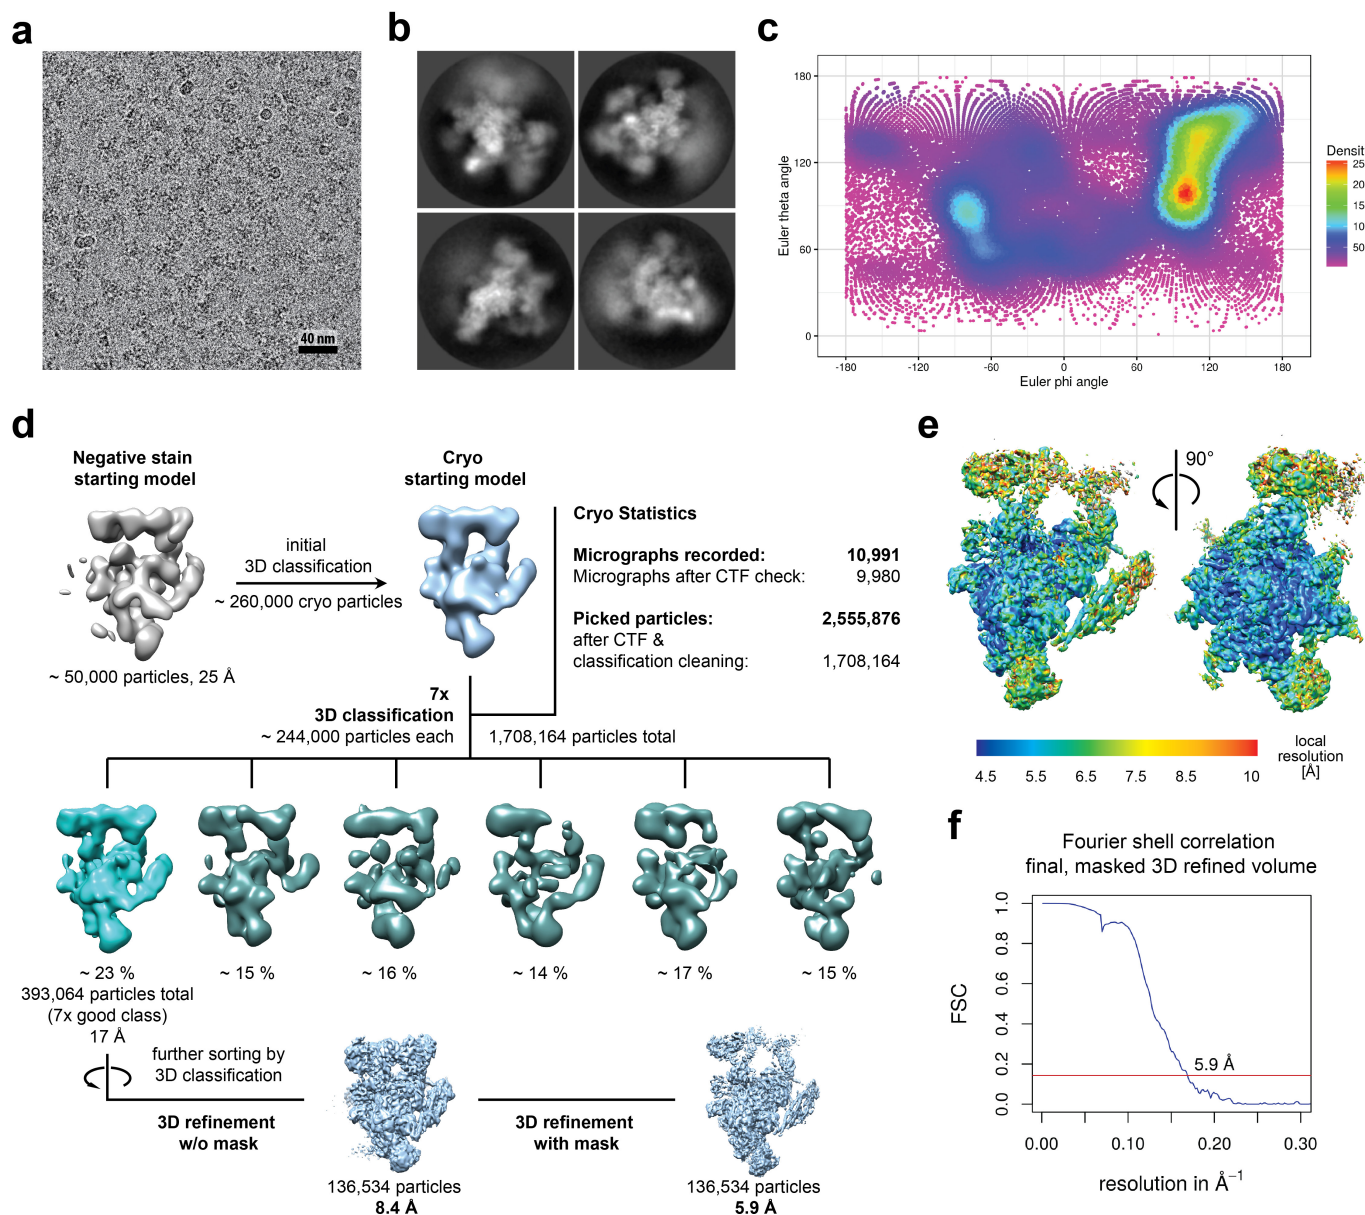 a
40 nm
b
c
180
120
60
0
-180
-120
-60
0
60
120
180
Euler theta angle
Euler phi angle
Densit
25
20
15
10
50
d
Negative stain
starting model
initial
3D classification
~ 260,000 cryo particles
~ 50,000 particles, 25 Å
Cryo
starting model
Cryo Statistics
Micrographs recorded: 10,991
Micrographs after CTF check: 9,980
Picked particles: 2,555,876
after CTF &
classification cleaning: 1,708,164
7x
3D classification
~ 244,000 particles each
1,708,164 particles total
~ 23 %
393,064 particles total
(7x good class)
17 Å
~ 15 %
~ 16 %
~ 14 %
~ 17 %
~ 15 %
further sorting by
3D classification
3D refinement
w/o mask
136,534 particles
8.4 Å
3D refinement
with mask
136,534 particles
5.9 Å
e
90°
4.5 5.5 6.5 7.5 8.5 10
local
resolution
[Å]
f
Fourier shell correlation
final, masked 3D refined volume
FSC
1.0
0.8
0.6
0.4
0.2
0.0
5.9 Å
0.00 0.10 0.20 0.30
resolution in Å⁻¹